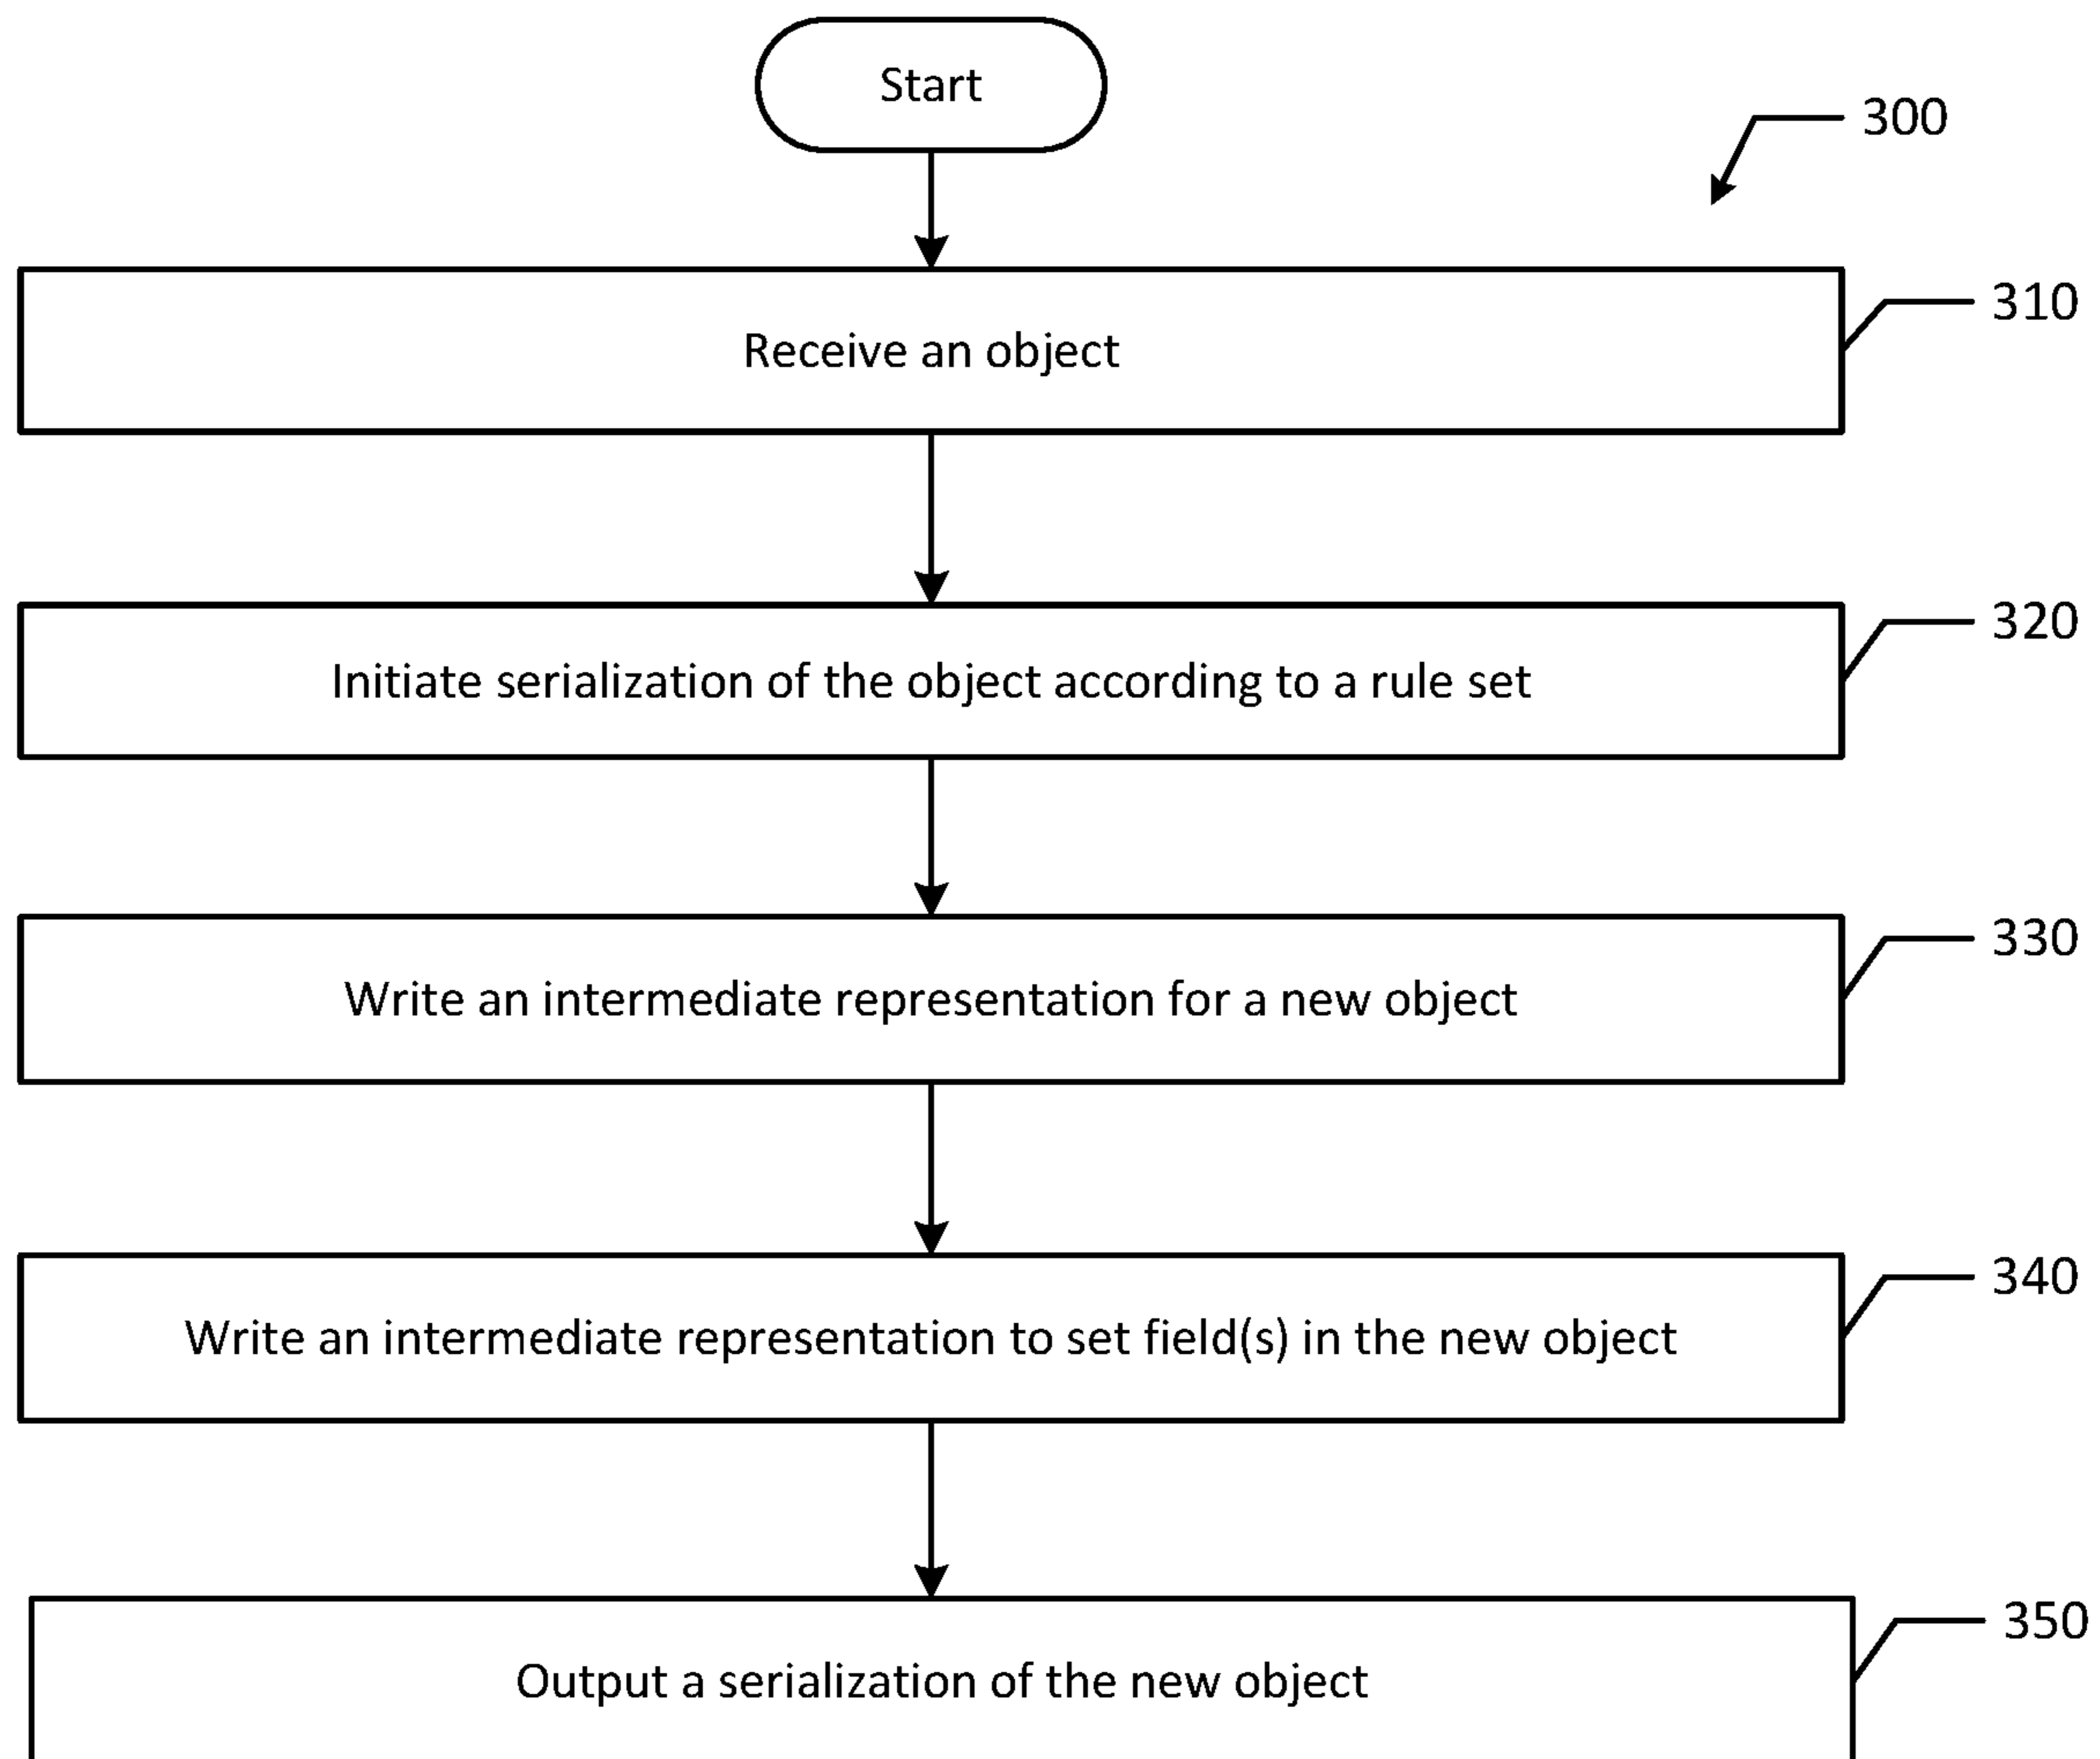 Start
300
310
Receive an object
320
Initiate serialization of the object according to a rule set
330
Write an intermediate representation for a new object
340
Write an intermediate representation to set field(s) in the new object
350
Output a serialization of the new object